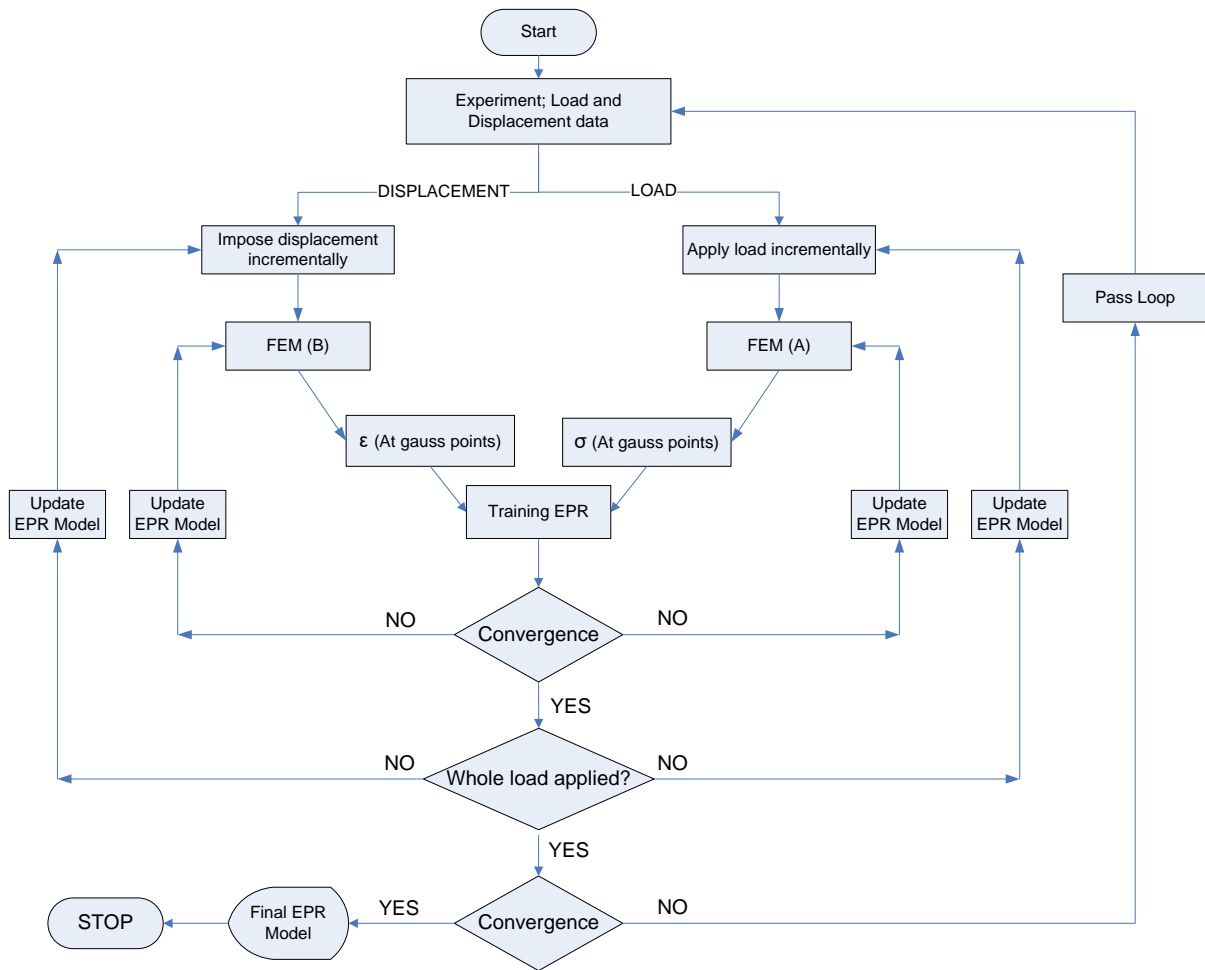 Start
Experiment; Load and
Displacement data
DISPLACEMENT
LOAD
Impose displacement
incrementally
Apply load incrementally
Pass Loop
FEM (B)
FEM (A)
ε (At gauss points)
σ (At gauss points)
Update
EPR Model
Update
EPR Model
Training EPR
Update
EPR Model
Update
EPR Model
NO
Convergence
NO
YES
NO
Whole load applied?
NO
YES
STOP
Final EPR
Model
YES
Convergence
NO